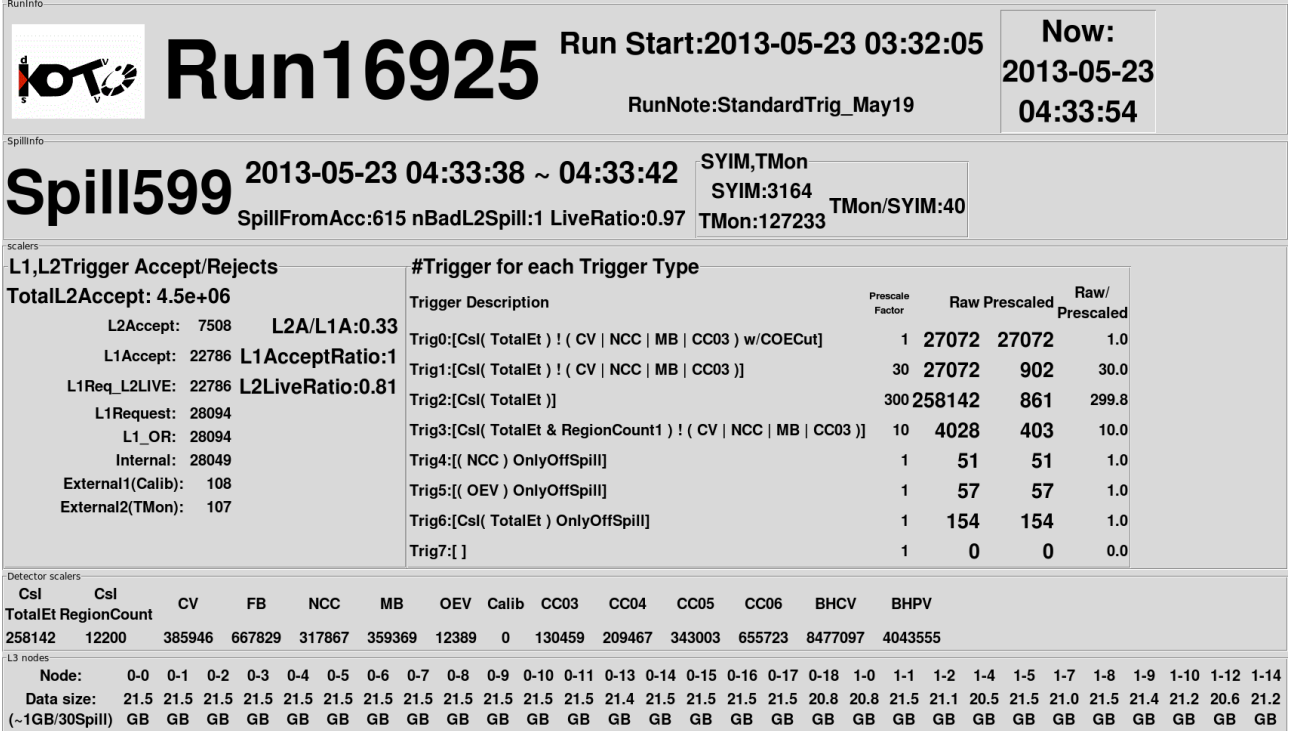 RunInfo
d KOTO v
s v
Run16925
Run Start:2013-05-23 03:32:05
RunNote:StandardTrig_May19
Now:
2013-05-23
04:33:54
SpillInfo
Spill599
2013-05-23 04:33:38 ~ 04:33:42
SpillFromAcc:615 nBadL2Spill:1 LiveRatio:0.97
SYIM,TMon
SYIM:3164
TMon:127233
TMon/SYIM:40
scalers
L1,L2Trigger Accept/Rejects
TotalL2Accept: 4.5e+06
L2Accept: 7508 L2A/L1A:0.33
L1Accept: 22786 L1AcceptRatio:1
L1Req_L2LIVE: 22786 L2LiveRatio:0.81
L1Request: 28094
L1_OR: 28094
Internal: 28049
External1(Calib): 108
External2(TMon): 107
#Trigger for each Trigger Type
Trigger Description Prescale Factor Raw Prescaled Raw/ Prescaled
Trig0:[CsI( TotalEt ) ! ( CV | NCC | MB | CC03 ) w/COECut] 1 27072 27072 1.0
Trig1:[CsI( TotalEt ) ! ( CV | NCC | MB | CC03 )] 30 27072 902 30.0
Trig2:[CsI( TotalEt )] 300 258142 861 299.8
Trig3:[CsI( TotalEt & RegionCount1 ) ! ( CV | NCC | MB | CC03 )] 10 4028 403 10.0
Trig4:[( NCC ) OnlyOffSpill] 1 51 51 1.0
Trig5:[( OEV ) OnlyOffSpill] 1 57 57 1.0
Trig6:[CsI( TotalEt ) OnlyOffSpill] 1 154 154 1.0
Trig7:[ ] 1 0 0 0.0
Detector scalers
CsI TotalEt CsI RegionCount CV FB NCC MB OEV Calib CC03 CC04 CC05 CC06 BHCV BHPV
258142 12200 385946 667829 317867 359369 12389 0 130459 209467 343003 655723 8477097 4043555
L3 nodes
Node: 0-0 0-1 0-2 0-3 0-4 0-5 0-6 0-7 0-8 0-9 0-10 0-11 0-13 0-14 0-15 0-16 0-17 0-18 1-0 1-1 1-2 1-4 1-5 1-7 1-8 1-9 1-10 1-12 1-14
Data size: 21.5 21.5 21.5 21.5 21.5 21.5 21.5 21.5 21.5 21.5 21.5 21.5 21.4 21.5 21.5 21.5 21.5 20.8 20.8 21.5 21.1 20.5 21.5 21.0 21.5 21.4 21.2 20.6 21.2
(~1GB/30Spill) GB GB GB GB GB GB GB GB GB GB GB GB GB GB GB GB GB GB GB GB GB GB GB GB GB GB GB GB GB